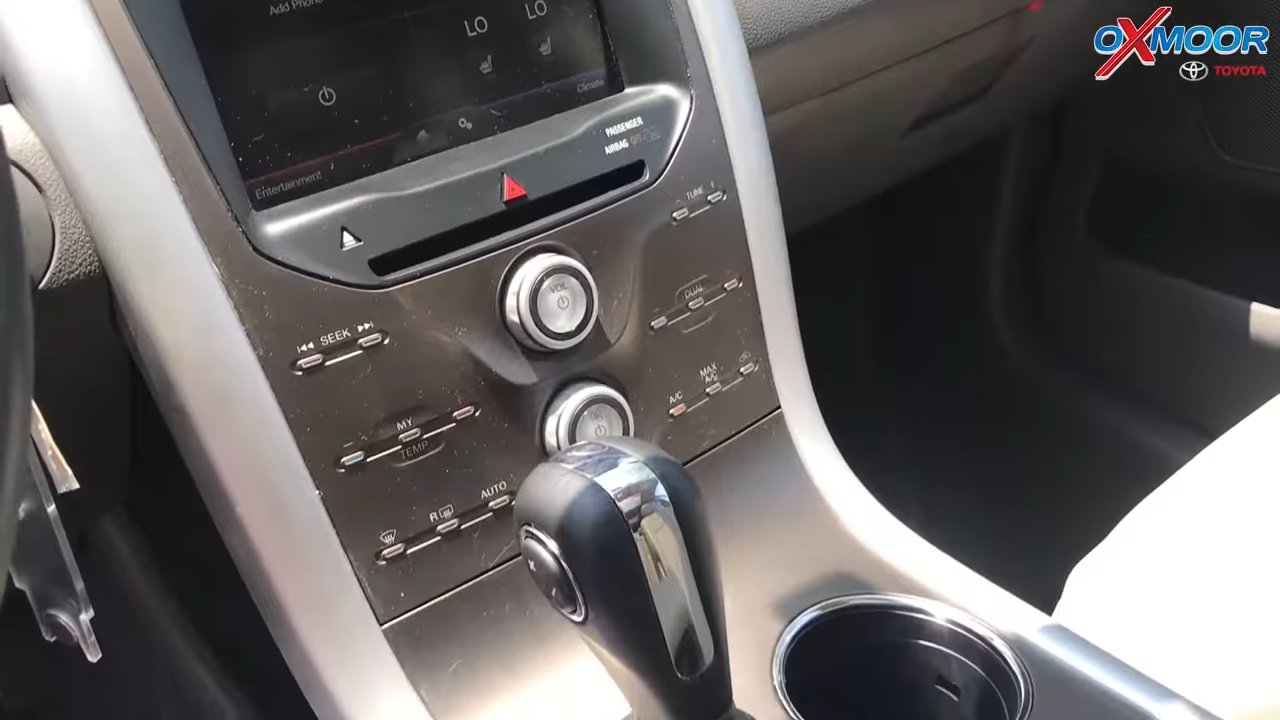 OXMOOR
TOYOTA
Add Phone
LO
LO
Climate
Entertainment
PASSENGER
AIRBAG
TUNE
VOL
DUAL
SEEK
MY
TEMP
A/C
MAX
A/C
R
AUTO